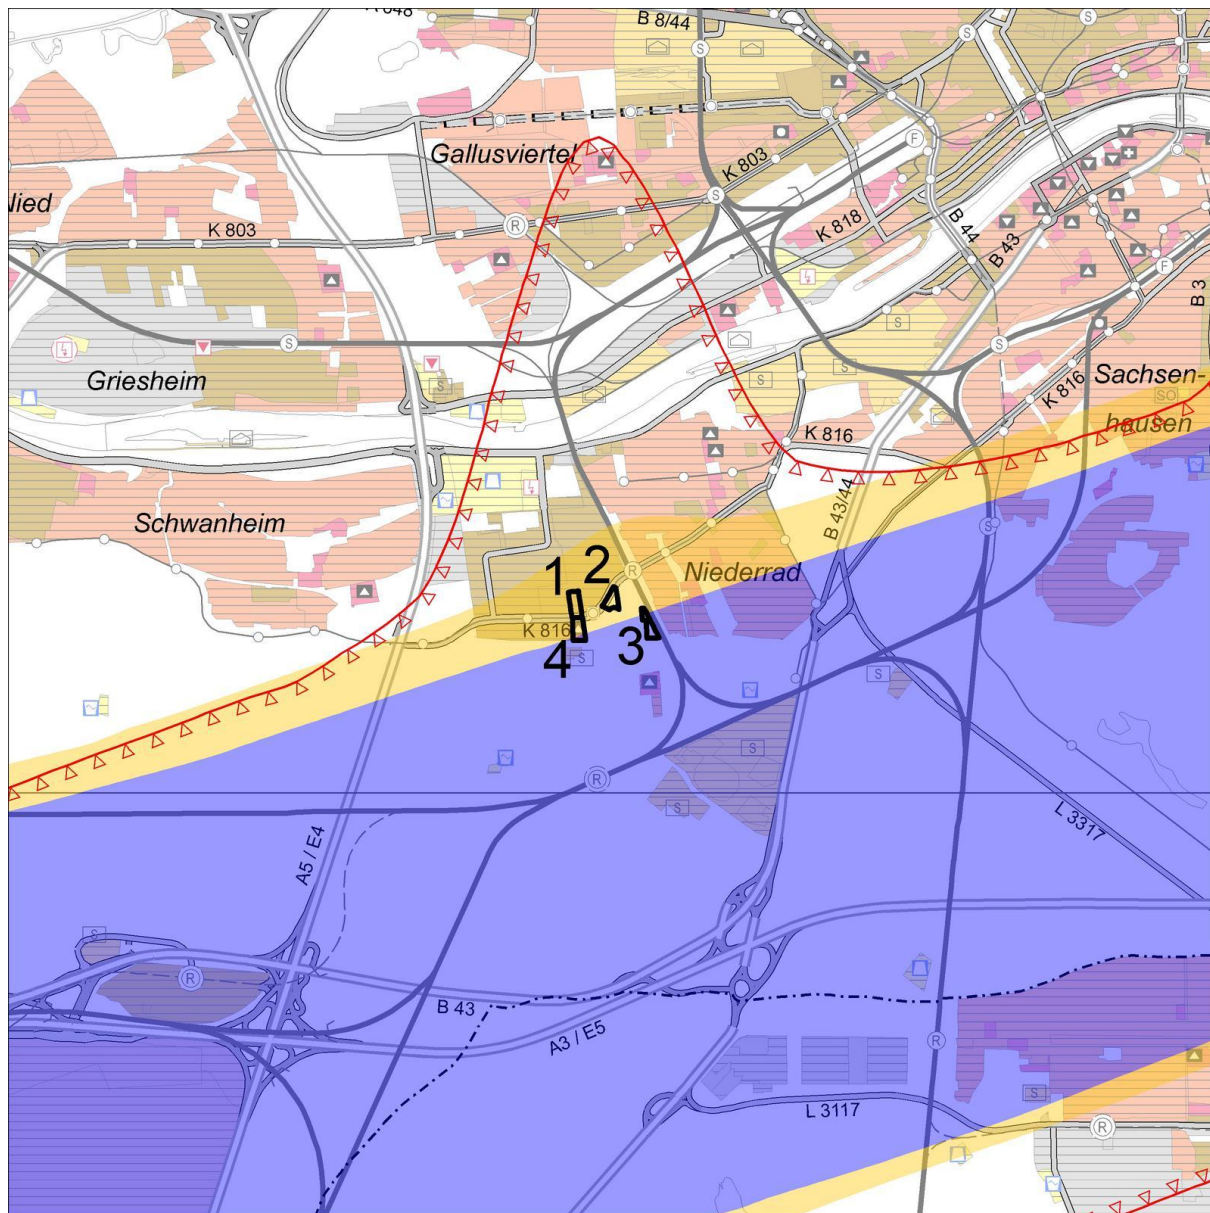 B 8/44
Gallusviertel
K 803
Nied
K 803
K 818
B 44
B 43
B 3
Griesheim
Sachsen-
hausen
K 816
K 816
Schwanheim
B 43/44
1
2
Niederrad
K 816
3
4
A5 / E4
L 3317
B 43
A3 / E5
L 3117
S
R
F
SO